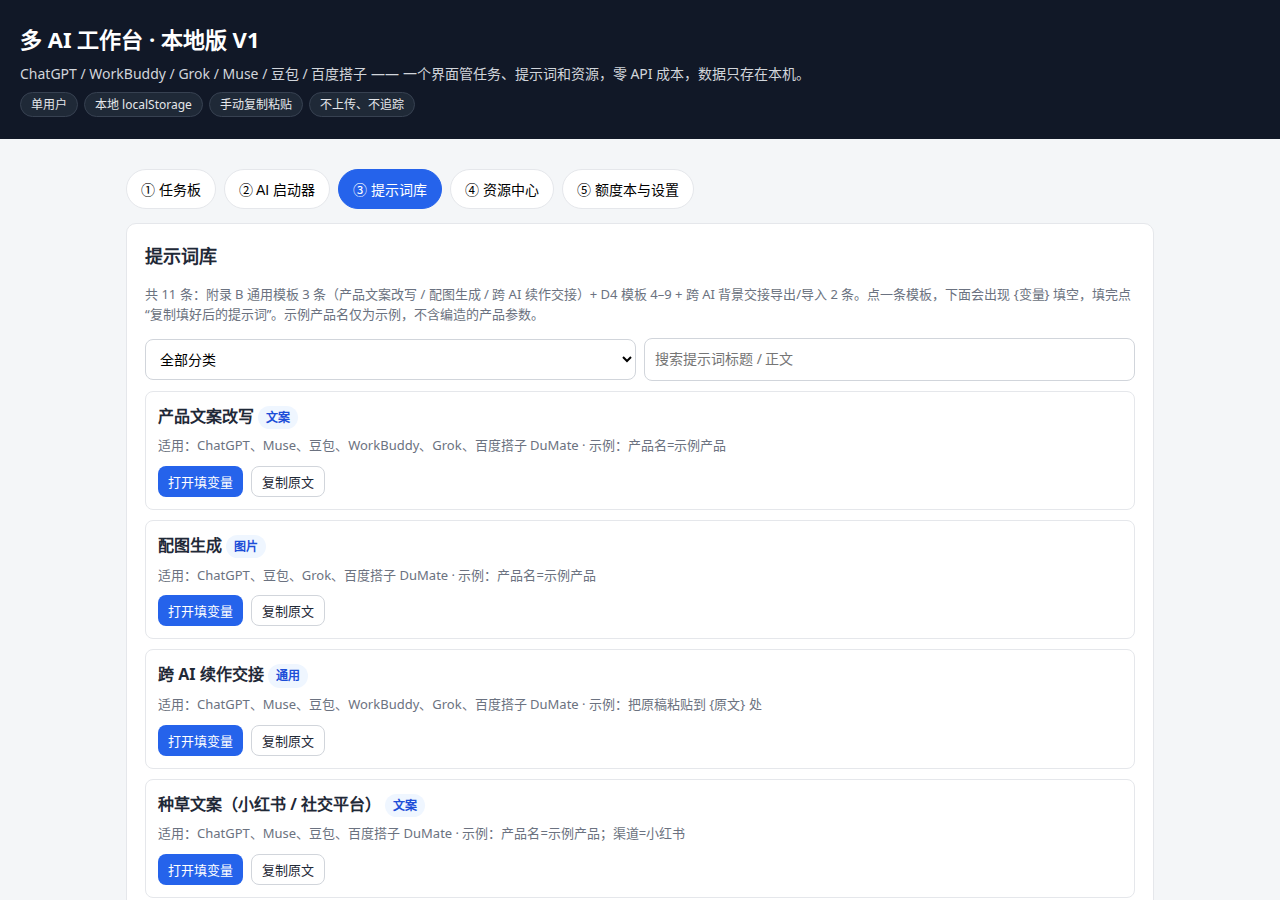 多 AI 工作台 · 本地版 V1
ChatGPT / WorkBuddy / Grok / Muse / 豆包 / 百度搭子 —— 一个界面管任务、提示词和资源，零 API 成本，数据只存在本机。
单用户 本地 localStorage 手动复制粘贴 不上传、不追踪
① 任务板 ② AI 启动器 ③ 提示词库 ④ 资源中心 ⑤ 额度本与设置
提示词库
共 11 条：附录 B 通用模板 3 条（产品文案改写 / 配图生成 / 跨 AI 续作交接）+ D4 模板 4–9 + 跨 AI 背景交接导出/导入 2 条。点一条模板，下面会出现 {变量} 填空，填完点
“复制填好后的提示词”。示例产品名仅为示例，不含编造的产品参数。
全部分类 搜索提示词标题 / 正文
产品文案改写 文案
适用：ChatGPT、Muse、豆包、WorkBuddy、Grok、百度搭子 DuMate · 示例：产品名=示例产品
打开填变量 复制原文
配图生成 图片
适用：ChatGPT、豆包、Grok、百度搭子 DuMate · 示例：产品名=示例产品
打开填变量 复制原文
跨 AI 续作交接 通用
适用：ChatGPT、Muse、豆包、WorkBuddy、Grok、百度搭子 DuMate · 示例：把原稿粘贴到 {原文} 处
打开填变量 复制原文
种草文案（小红书 / 社交平台） 文案
适用：ChatGPT、Muse、豆包、百度搭子 DuMate · 示例：产品名=示例产品；渠道=小红书
打开填变量 复制原文